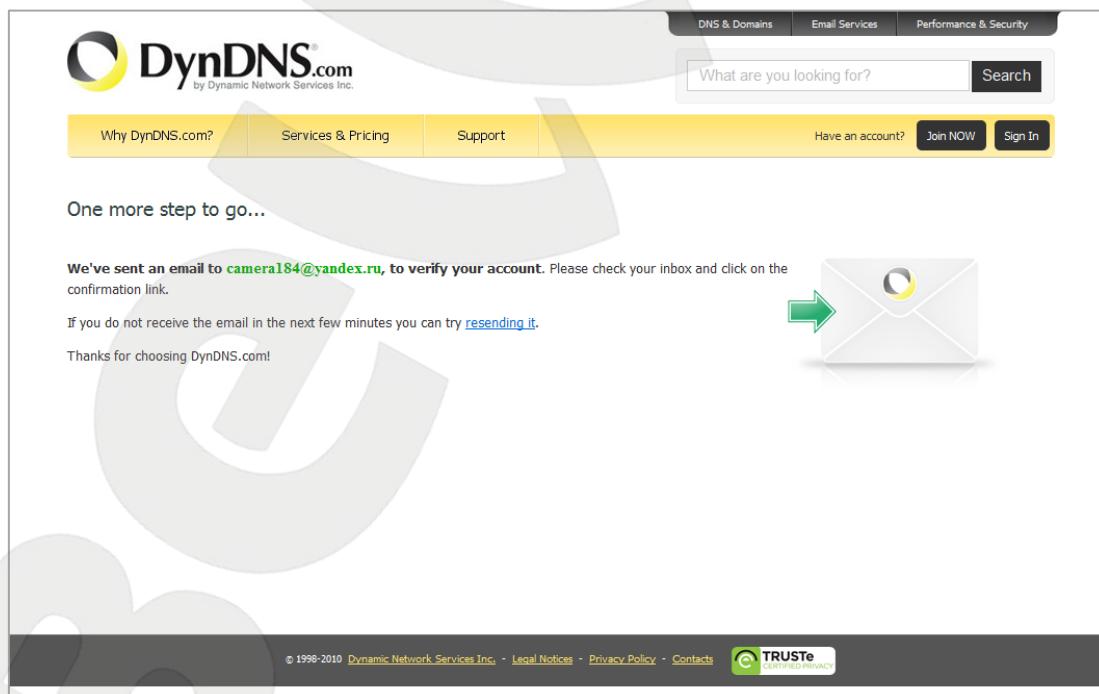 DNS & Domains Email Services Performance & Security
DynDNS.com
by Dynamic Network Services Inc.
What are you looking for? Search
Why DynDNS.com? Services & Pricing Support Have an account? Join NOW Sign In
One more step to go...
We've sent an email to camera184@yandex.ru, to verify your account. Please check your inbox and click on the
confirmation link.
If you do not receive the email in the next few minutes you can try resending it.
Thanks for choosing DynDNS.com!
© 1998-2010 Dynamic Network Services Inc. - Legal Notices - Privacy Policy - Contacts TRUSTe
CERTIFIED PRIVACY